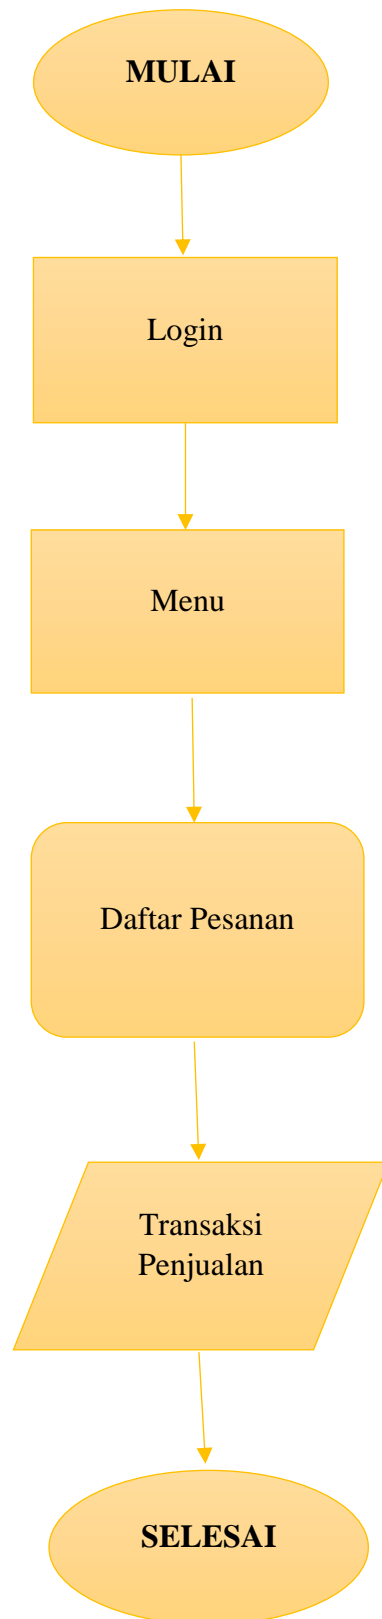 MULAI
Login
Menu
Daftar Pesanan
Transaksi
Penjualan
SELESAI